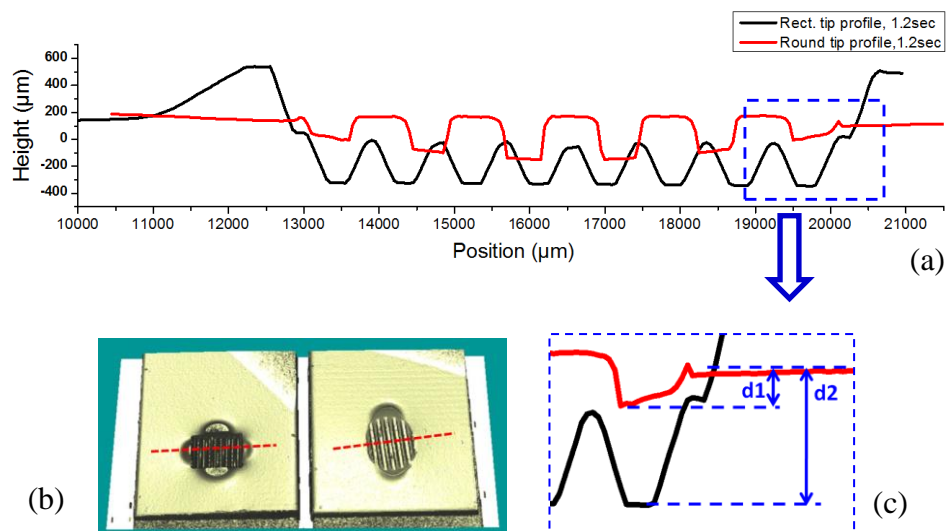 Rect. tip profile, 1.2sec
Round tip profile,1.2sec
Height (μm)
600
400
200
0
-200
-400
10000 11000 12000 13000 14000 15000 16000 17000 18000 19000 20000 21000
Position (μm)
(a)
(b)
d1
d2
(c)